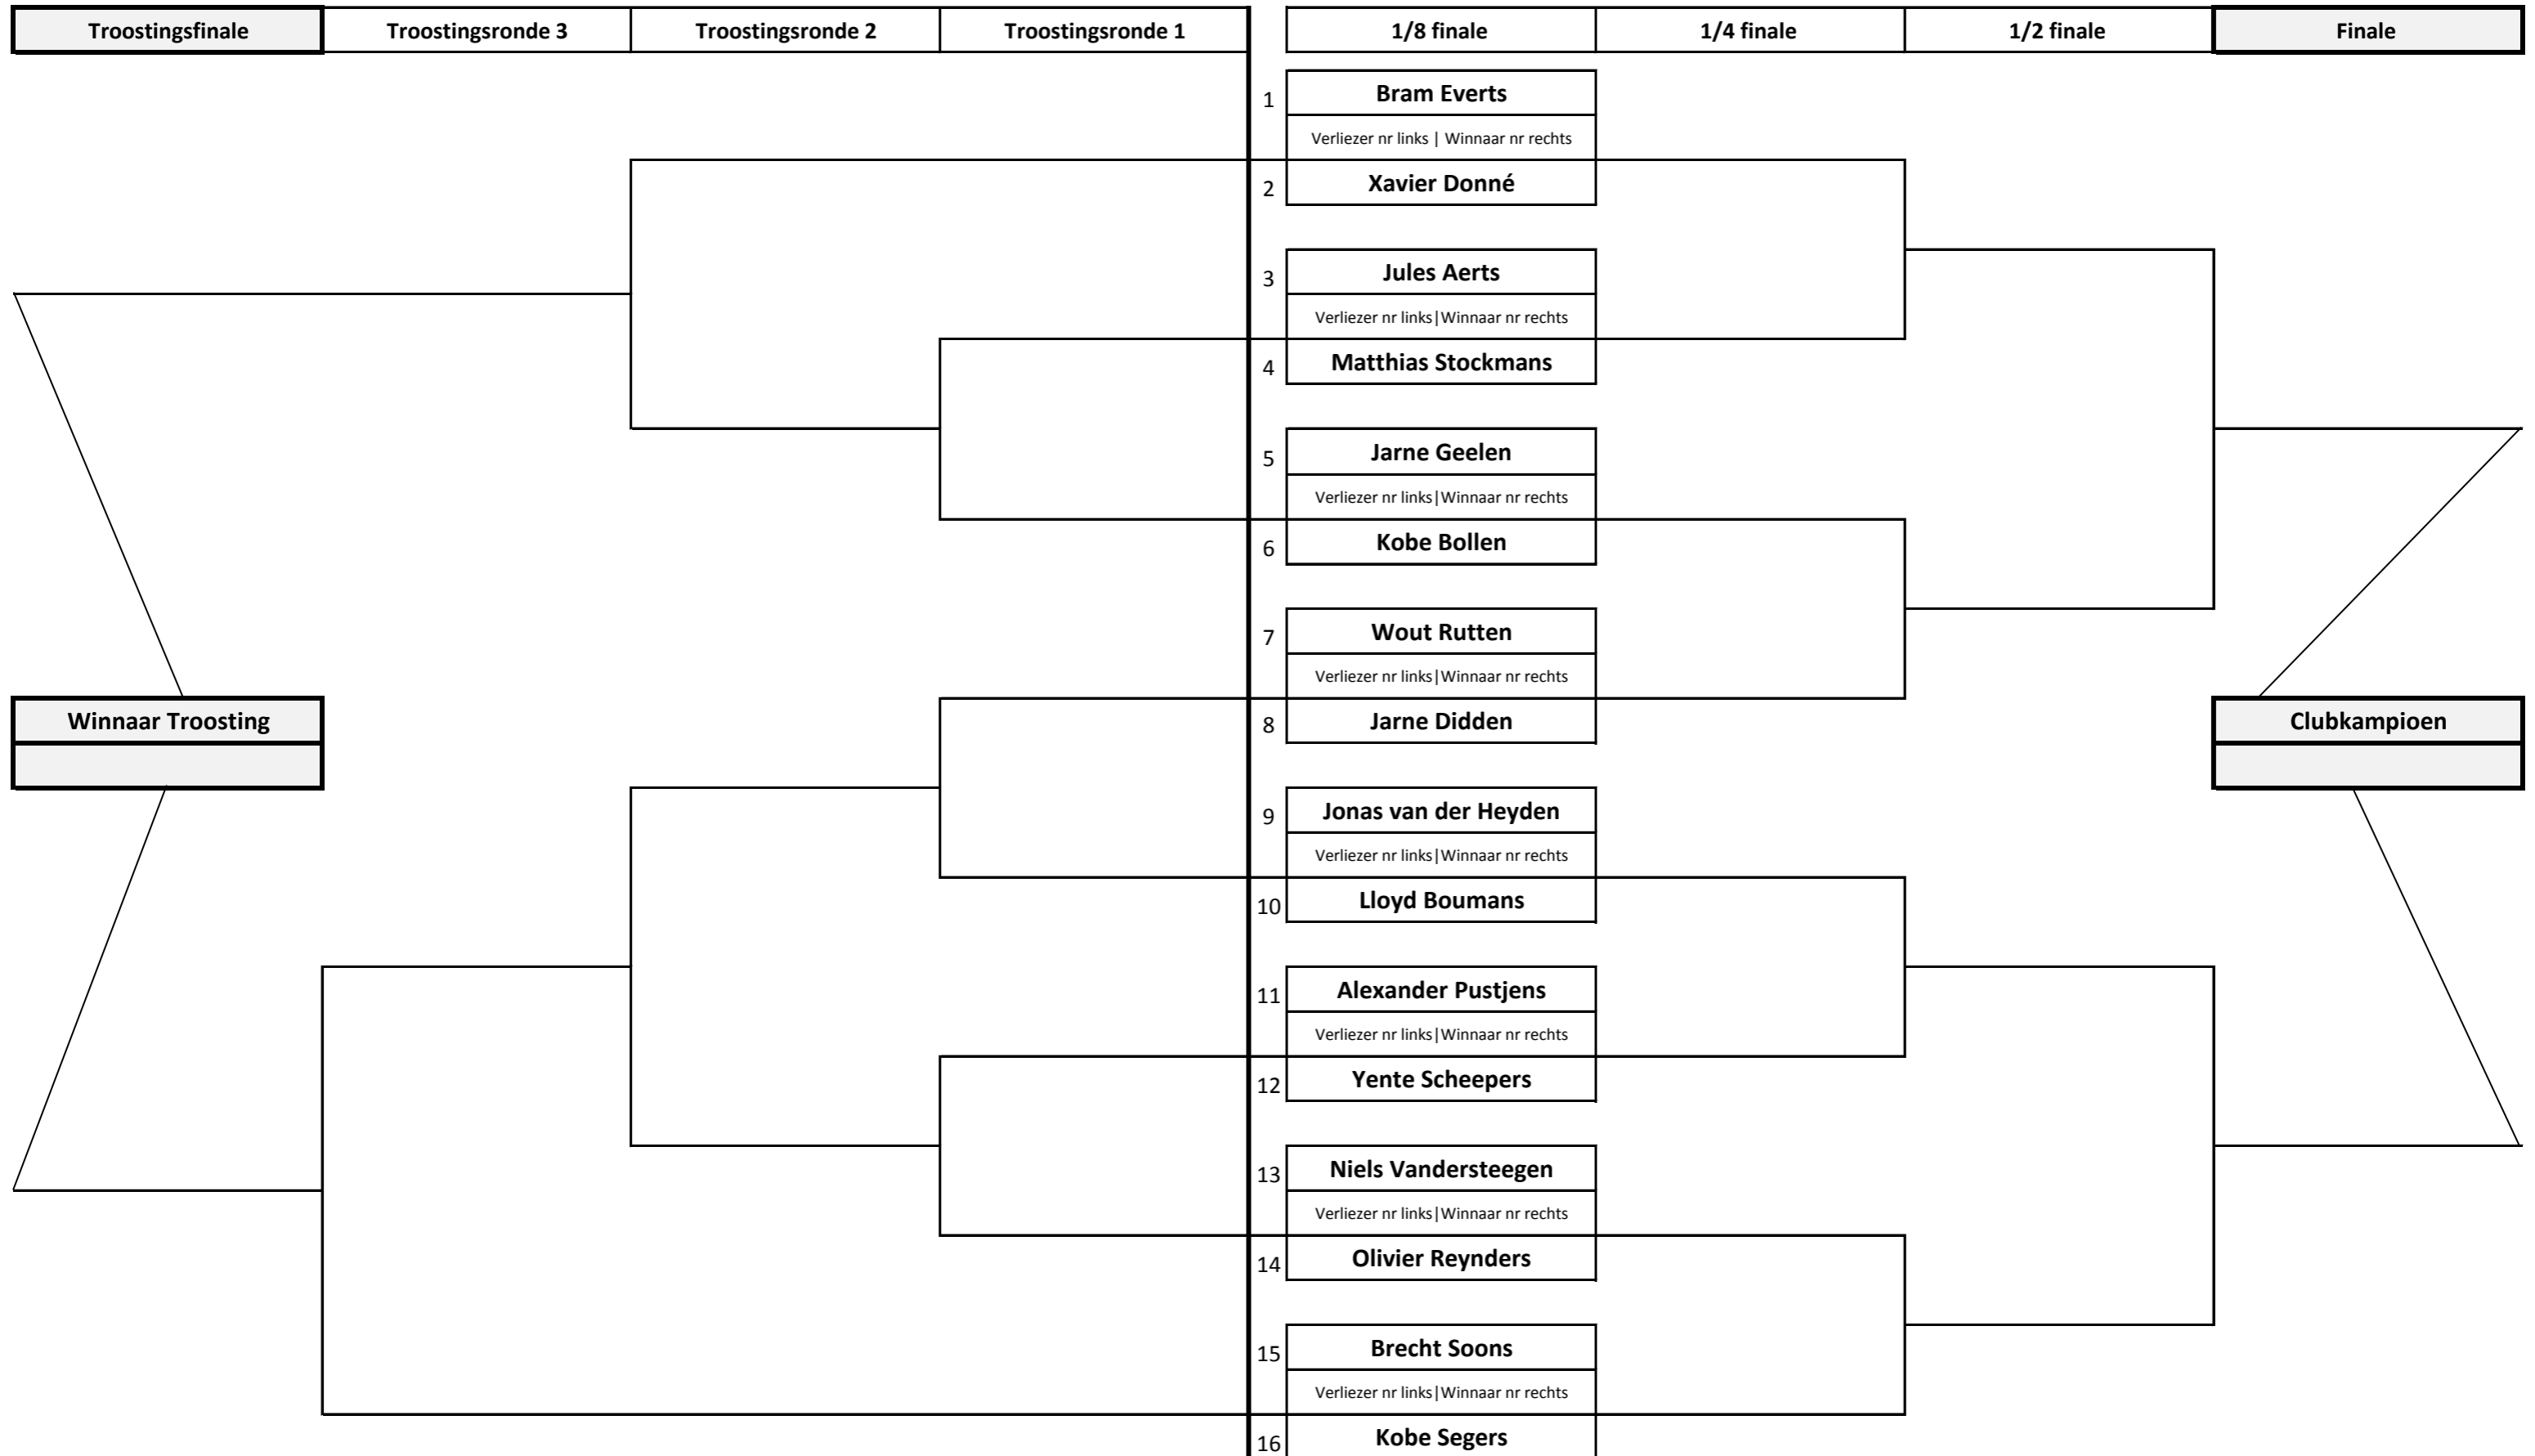 Troostingsfinale Troostingsronde 3 Troostingsronde 2 Troostingsronde 1 1/8 finale 1/4 finale 1/2 finale Finale
1 Bram Everts
Verliezer nr links | Winnaar nr rechts
2 Xavier Donné
3 Jules Aerts
Verliezer nr links|Winnaar nr rechts
4 Matthias Stockmans
5 Jarne Geelen
Verliezer nr links|Winnaar nr rechts
6 Kobe Bollen
7 Wout Rutten
Verliezer nr links|Winnaar nr rechts
Winnaar Troosting 8 Jarne Didden Clubkampioen
9 Jonas van der Heyden
Verliezer nr links|Winnaar nr rechts
10 Lloyd Boumans
11 Alexander Pustjens
Verliezer nr links|Winnaar nr rechts
12 Yente Scheepers
13 Niels Vandersteegen
Verliezer nr links|Winnaar nr rechts
14 Olivier Reynders
15 Brecht Soons
Verliezer nr links|Winnaar nr rechts
16 Kobe Segers